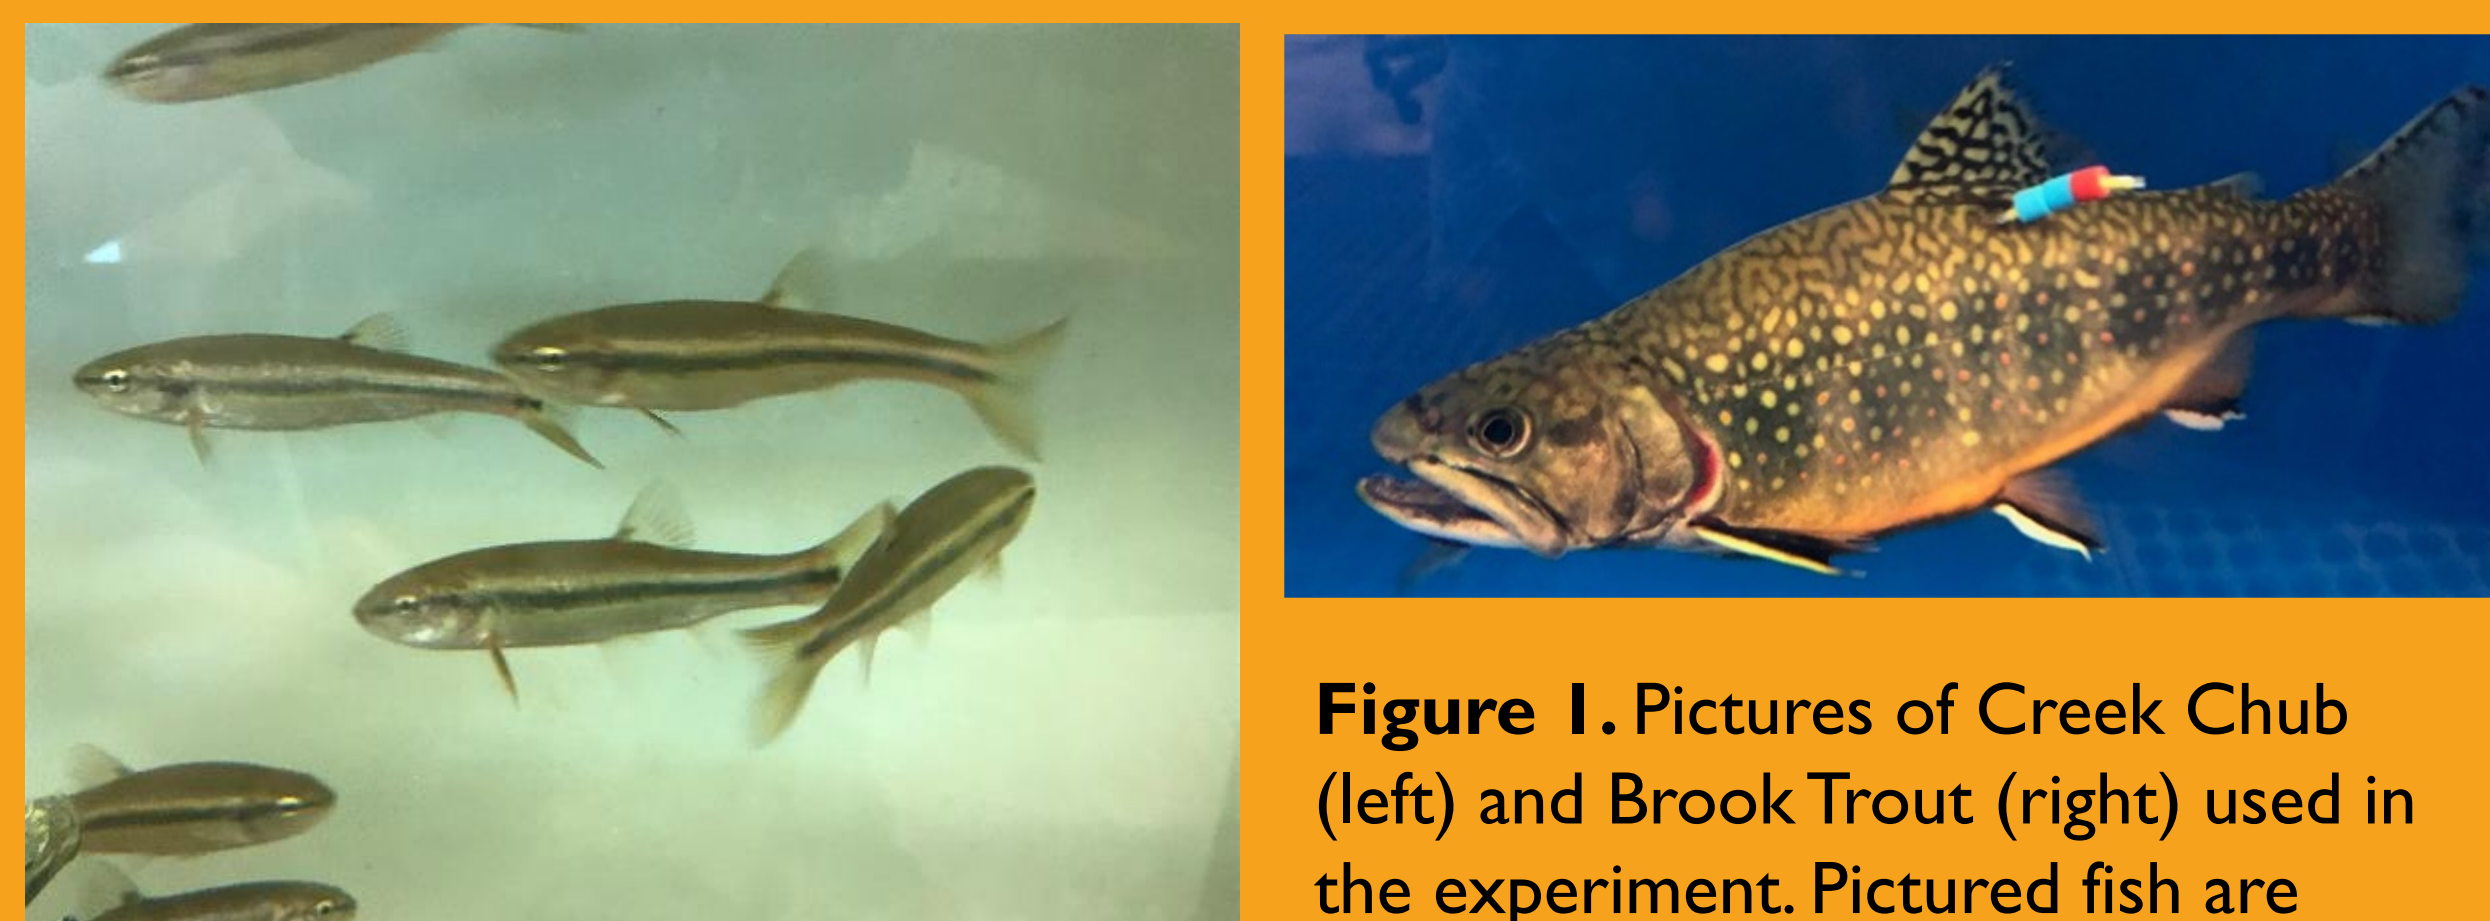 Figure 1. Pictures of Creek Chub
(left) and Brook Trout (right) used in
the experiment. Pictured fish are